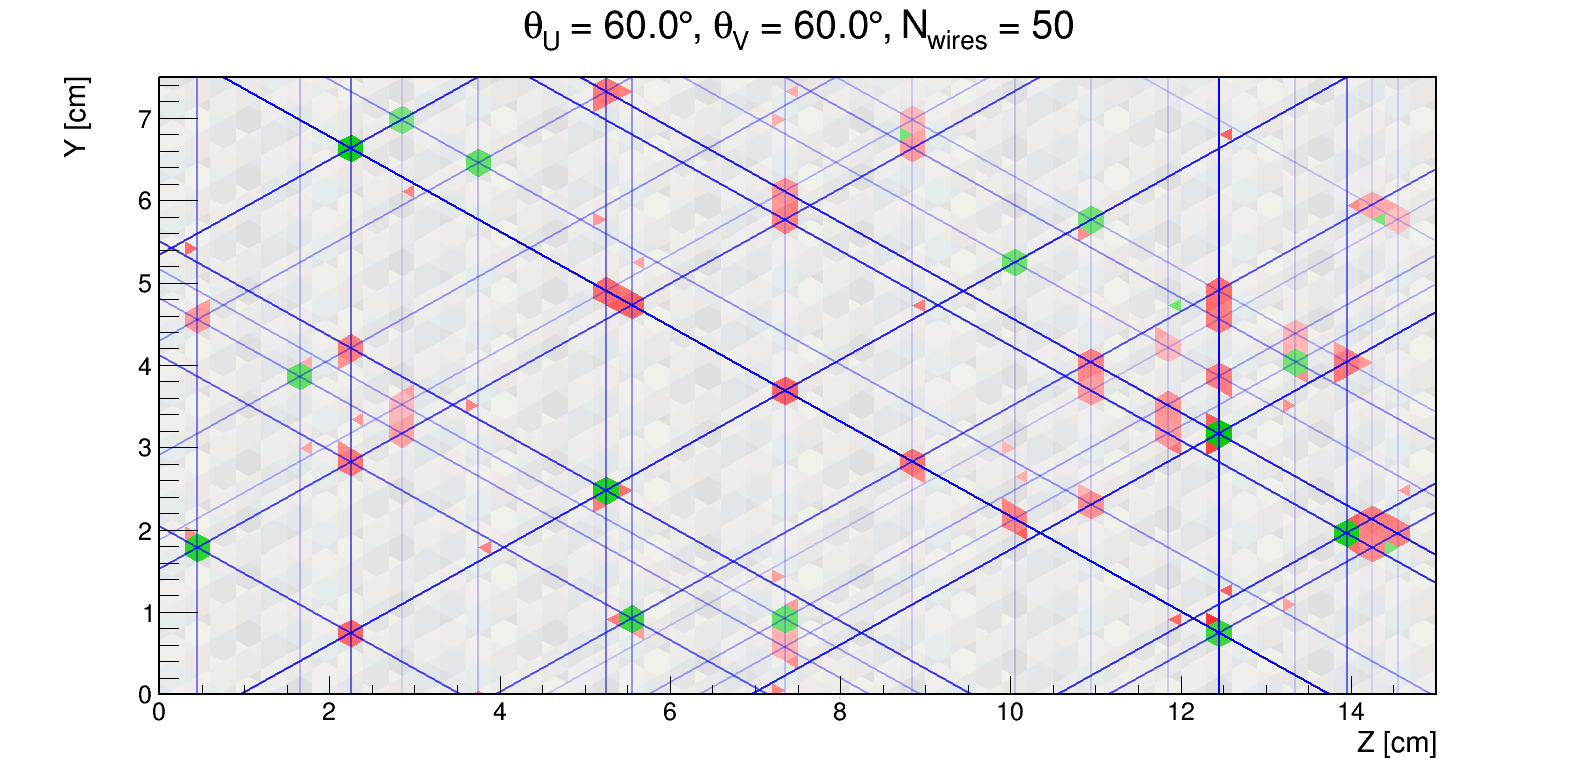 θU = 60.0°, θV = 60.0°, Nwires = 50
Y [cm]
7
6
5
4
3
2
1
0
0 2 4 6 8 10 12 14
Z [cm]